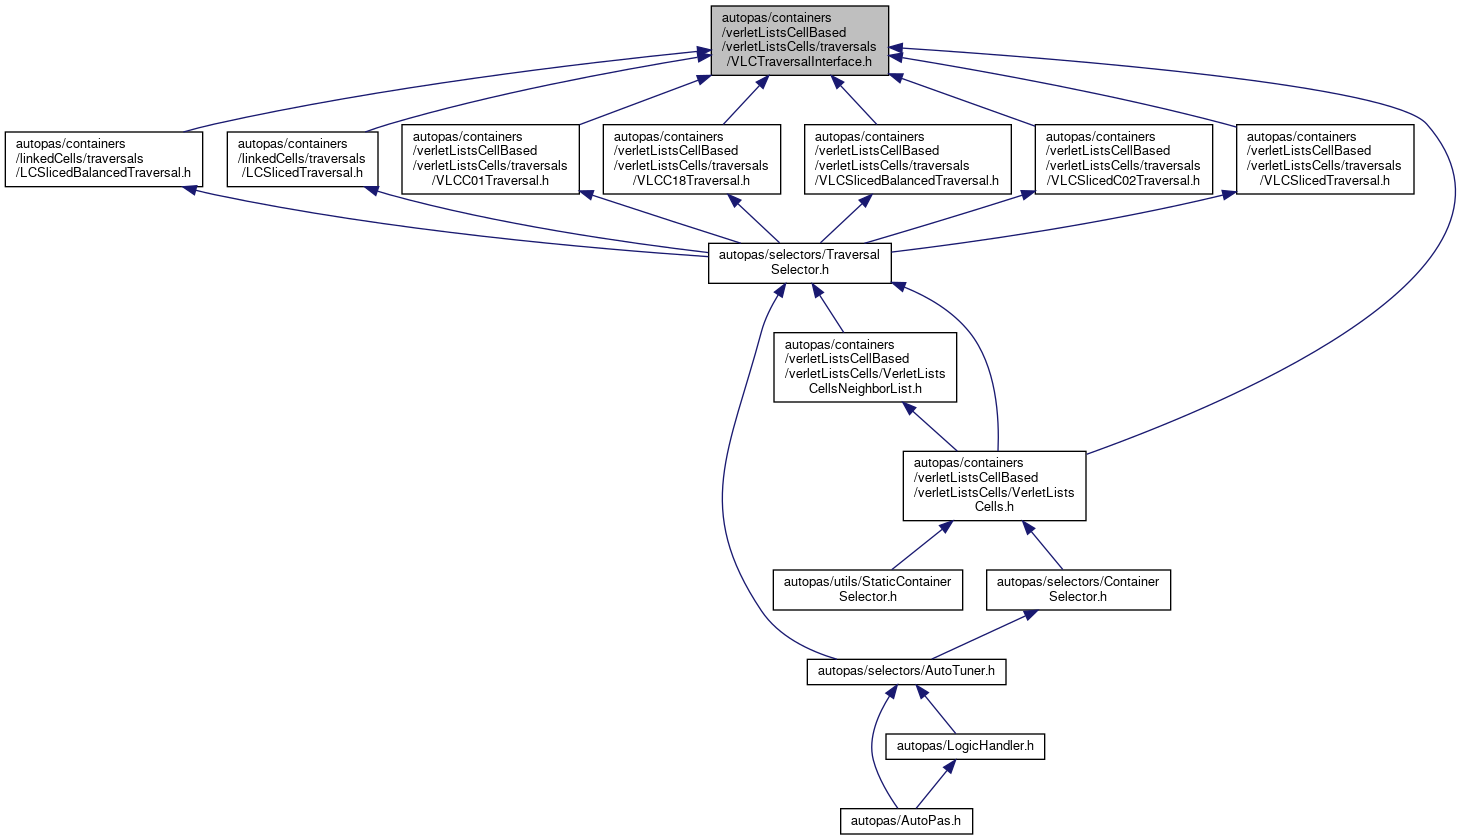 autopas/containers
/verletListsCellBased
/verletListsCells/traversals
/VLCTraversalInterface.h
autopas/containers
/linkedCells/traversals
/LCSlicedBalancedTraversal.h
autopas/containers
/linkedCells/traversals
/LCSlicedTraversal.h
autopas/containers
/verletListsCellBased
/verletListsCells/traversals
/VLCC01Traversal.h
autopas/containers
/verletListsCellBased
/verletListsCells/traversals
/VLCC18Traversal.h
autopas/containers
/verletListsCellBased
/verletListsCells/traversals
/VLCSlicedBalancedTraversal.h
autopas/containers
/verletListsCellBased
/verletListsCells/traversals
/VLCSlicedC02Traversal.h
autopas/containers
/verletListsCellBased
/verletListsCells/traversals
/VLCSlicedTraversal.h
autopas/selectors/Traversal
Selector.h
autopas/containers
/verletListsCellBased
/verletListsCells/VerletLists
CellsNeighborList.h
autopas/containers
/verletListsCellBased
/verletListsCells/VerletLists
Cells.h
autopas/utils/StaticContainer
Selector.h
autopas/selectors/Container
Selector.h
autopas/selectors/AutoTuner.h
autopas/LogicHandler.h
autopas/AutoPas.h